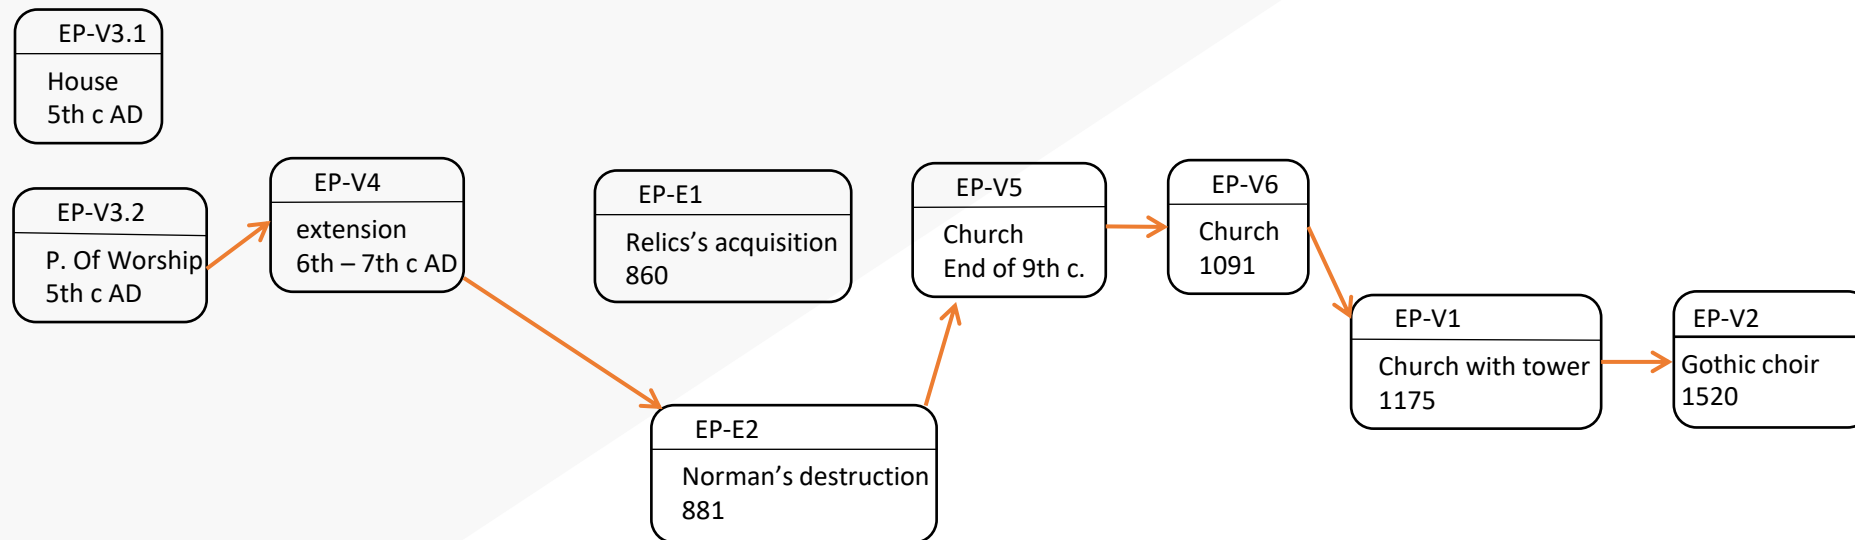 EP-V3.1
House
5th c AD
EP-V3.2
P. Of Worship
5th c AD
EP-V4
extension
6th – 7th c AD
EP-E1
Relics’s acquisition
860
EP-E2
Norman’s destruction
881
EP-V5
Church
End of 9th c.
EP-V6
Church
1091
EP-V1
Church with tower
1175
EP-V2
Gothic choir
1520